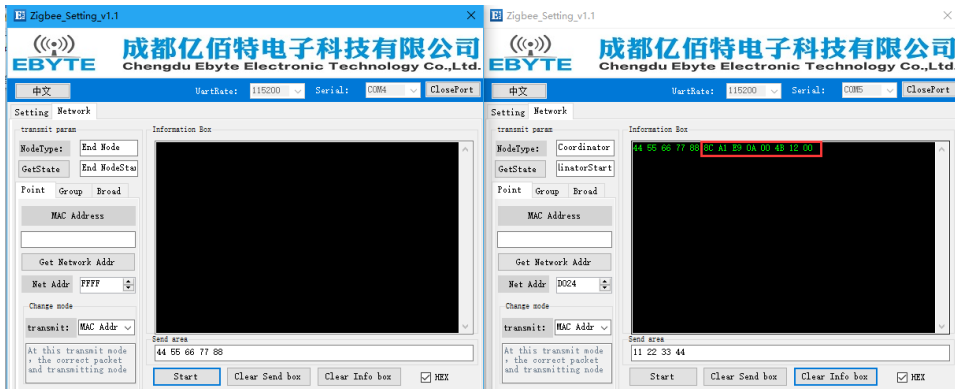 Zigbee_Setting_v1.1
EBYTE
成都亿佰特电子科技有限公司
Chengdu Ebyte Electronic Technology Co.,Ltd.
中文
UartRate: 115200 Serial: COM4 ClosePort
Setting Network
transmit param
NodeType: End Node
GetState End NodeStar
Point Group Broad
MAC Address
Get Network Addr
Net Addr FFFF
Change mode
transmit: MAC Addr
At this transmit mode
, the correct packet
and transmitting node
Information Box
Send area
44 55 66 77 88
Start Clear Send box Clear Info box HEX
Zigbee_Setting_v1.1
EBYTE
成都亿佰特电子科技有限公司
Chengdu Ebyte Electronic Technology Co.,Ltd.
中文
UartRate: 115200 Serial: COM5 ClosePort
Setting Network
transmit param
NodeType: Coordinator
GetState linatorStart
Point Group Broad
MAC Address
Get Network Addr
Net Addr D024
Change mode
transmit: MAC Addr
At this transmit mode
, the correct packet
and transmitting node
Information Box
44 55 66 77 88 8C A1 E9 0A 00 4B 12 00
Send area
11 22 33 44
Start Clear Send box Clear Info box HEX